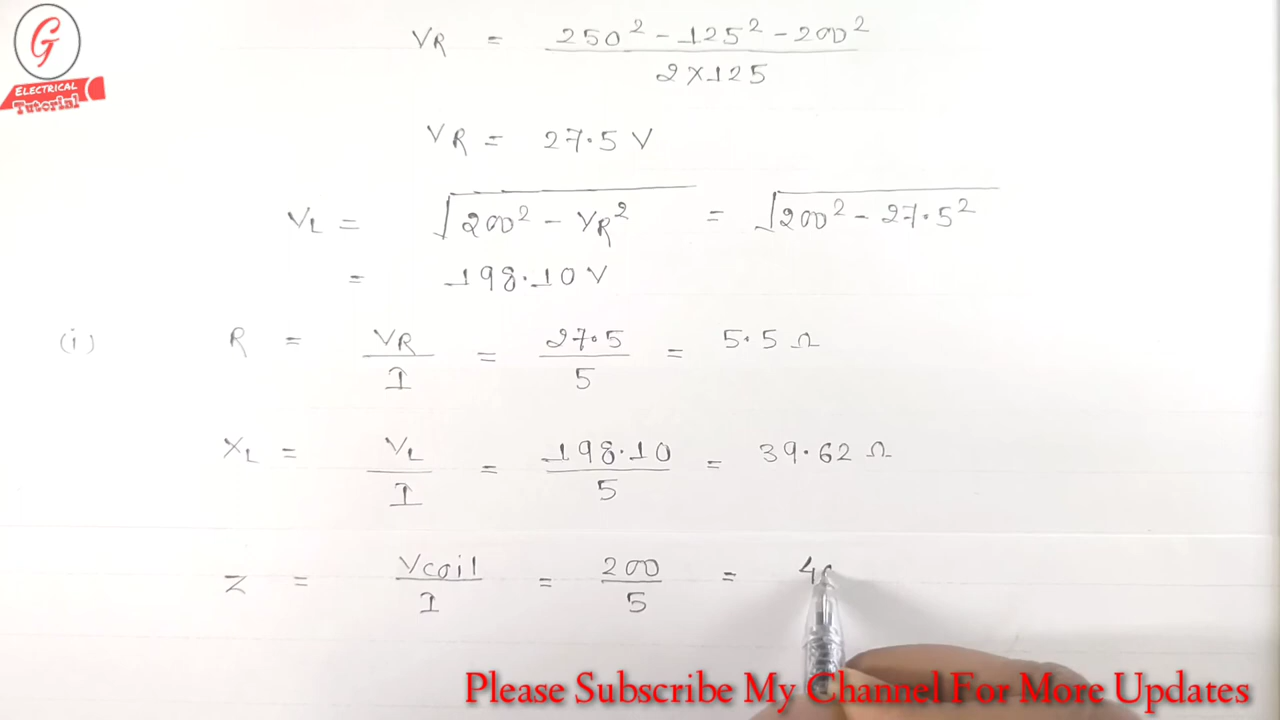 G
ELECTRICAL
Tutorial
VR = 250² - 125² - 200² / 2×125
VR = 27.5 V
VL = √200² - VR² = √200² - 27.5²
= 198.10 V
(i) R = VR / I = 27.5 / 5 = 5.5 Ω
XL = VL / I = 198.10 / 5 = 39.62 Ω
Z = Vcoil / I = 200 / 5 = 40
Please Subscribe My Channel For More Updates